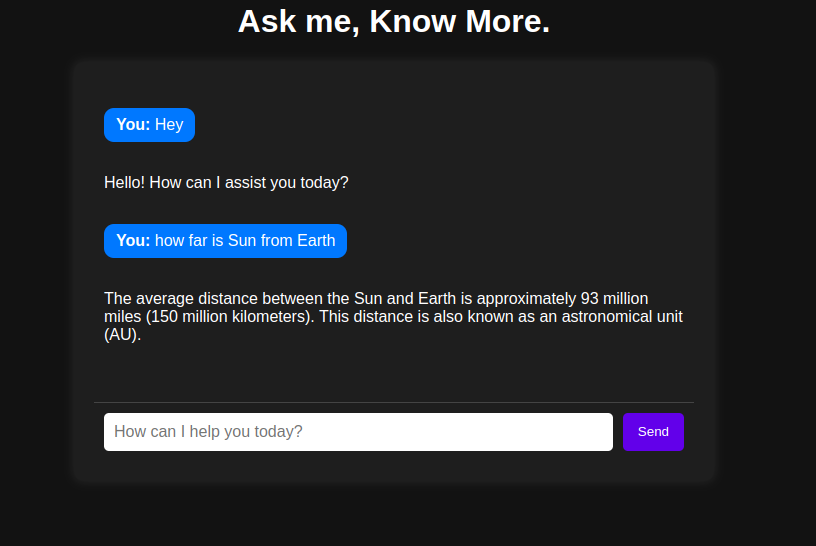 Ask me, Know More.
You: Hey
Hello! How can I assist you today?
You: how far is Sun from Earth
The average distance between the Sun and Earth is approximately 93 million
miles (150 million kilometers). This distance is also known as an astronomical unit
(AU).
How can I help you today?
Send